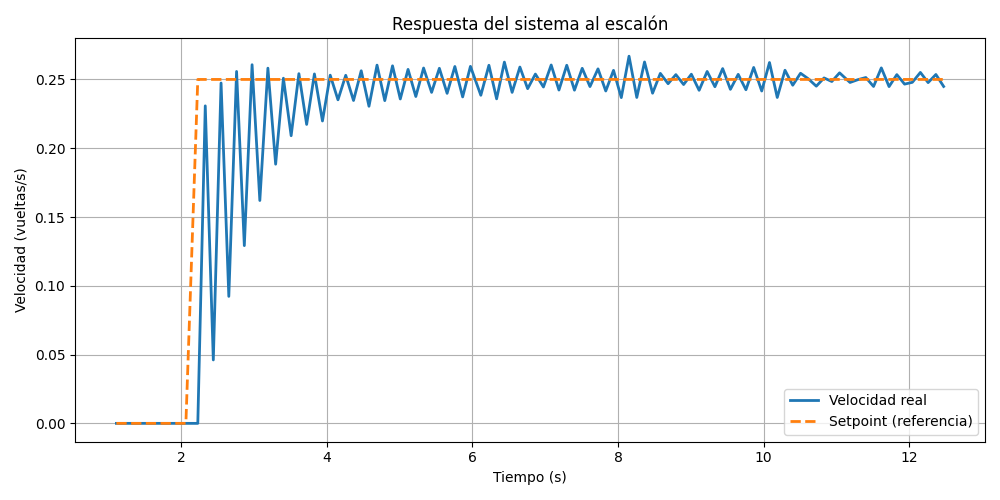 Respuesta del sistema al escalón
Velocidad (vueltas/s)
0.25
0.20
0.15
0.10
0.05
0.00
2 4 6 8 10 12
Tiempo (s)
Velocidad real
Setpoint (referencia)